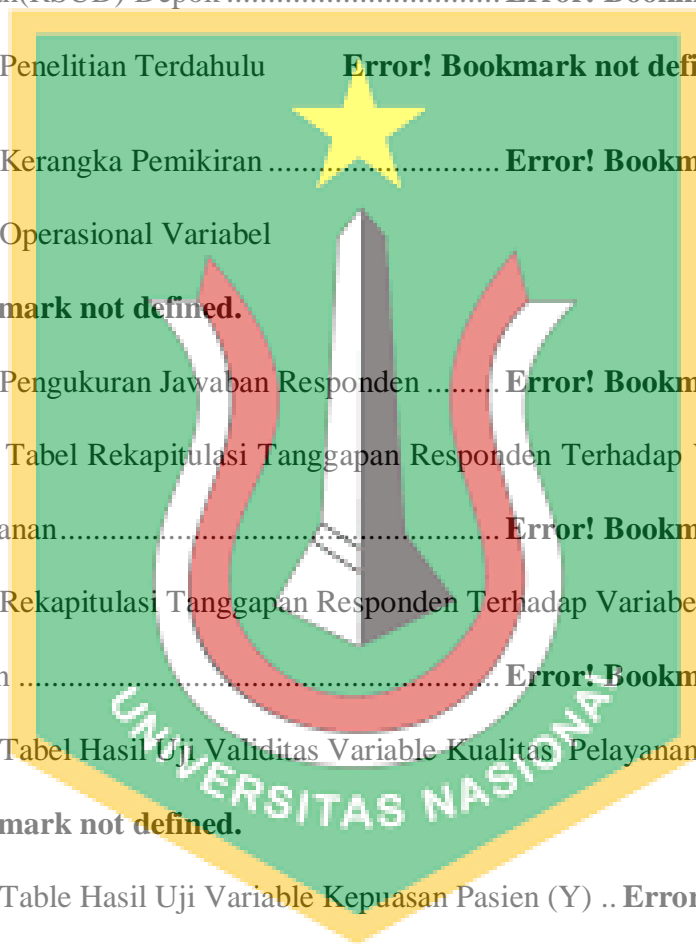 (RSUD) Depok .............................. Error! Bookm
Penelitian Terdahulu Error! Bookmark not defi
Kerangka Pemikiran ......................... Error! Bookm
Operasional Variabel
mark not defined.
Pengukuran Jawaban Responden ......... Error! Bookm
Tabel Rekapitulasi Tanggapan Responden Terhadap V
anan................................................ Error! Bookm
Rekapitulasi Tanggapan Responden Terhadap Variabe
n .................................................... Error! Bookm
Tabel Hasil Uji Validitas Variable Kualitas Pelayanan
mark not defined.
Table Hasil Uji Variable Kepuasan Pasien (Y) .. Error
UNIVERSITAS NASIONAL